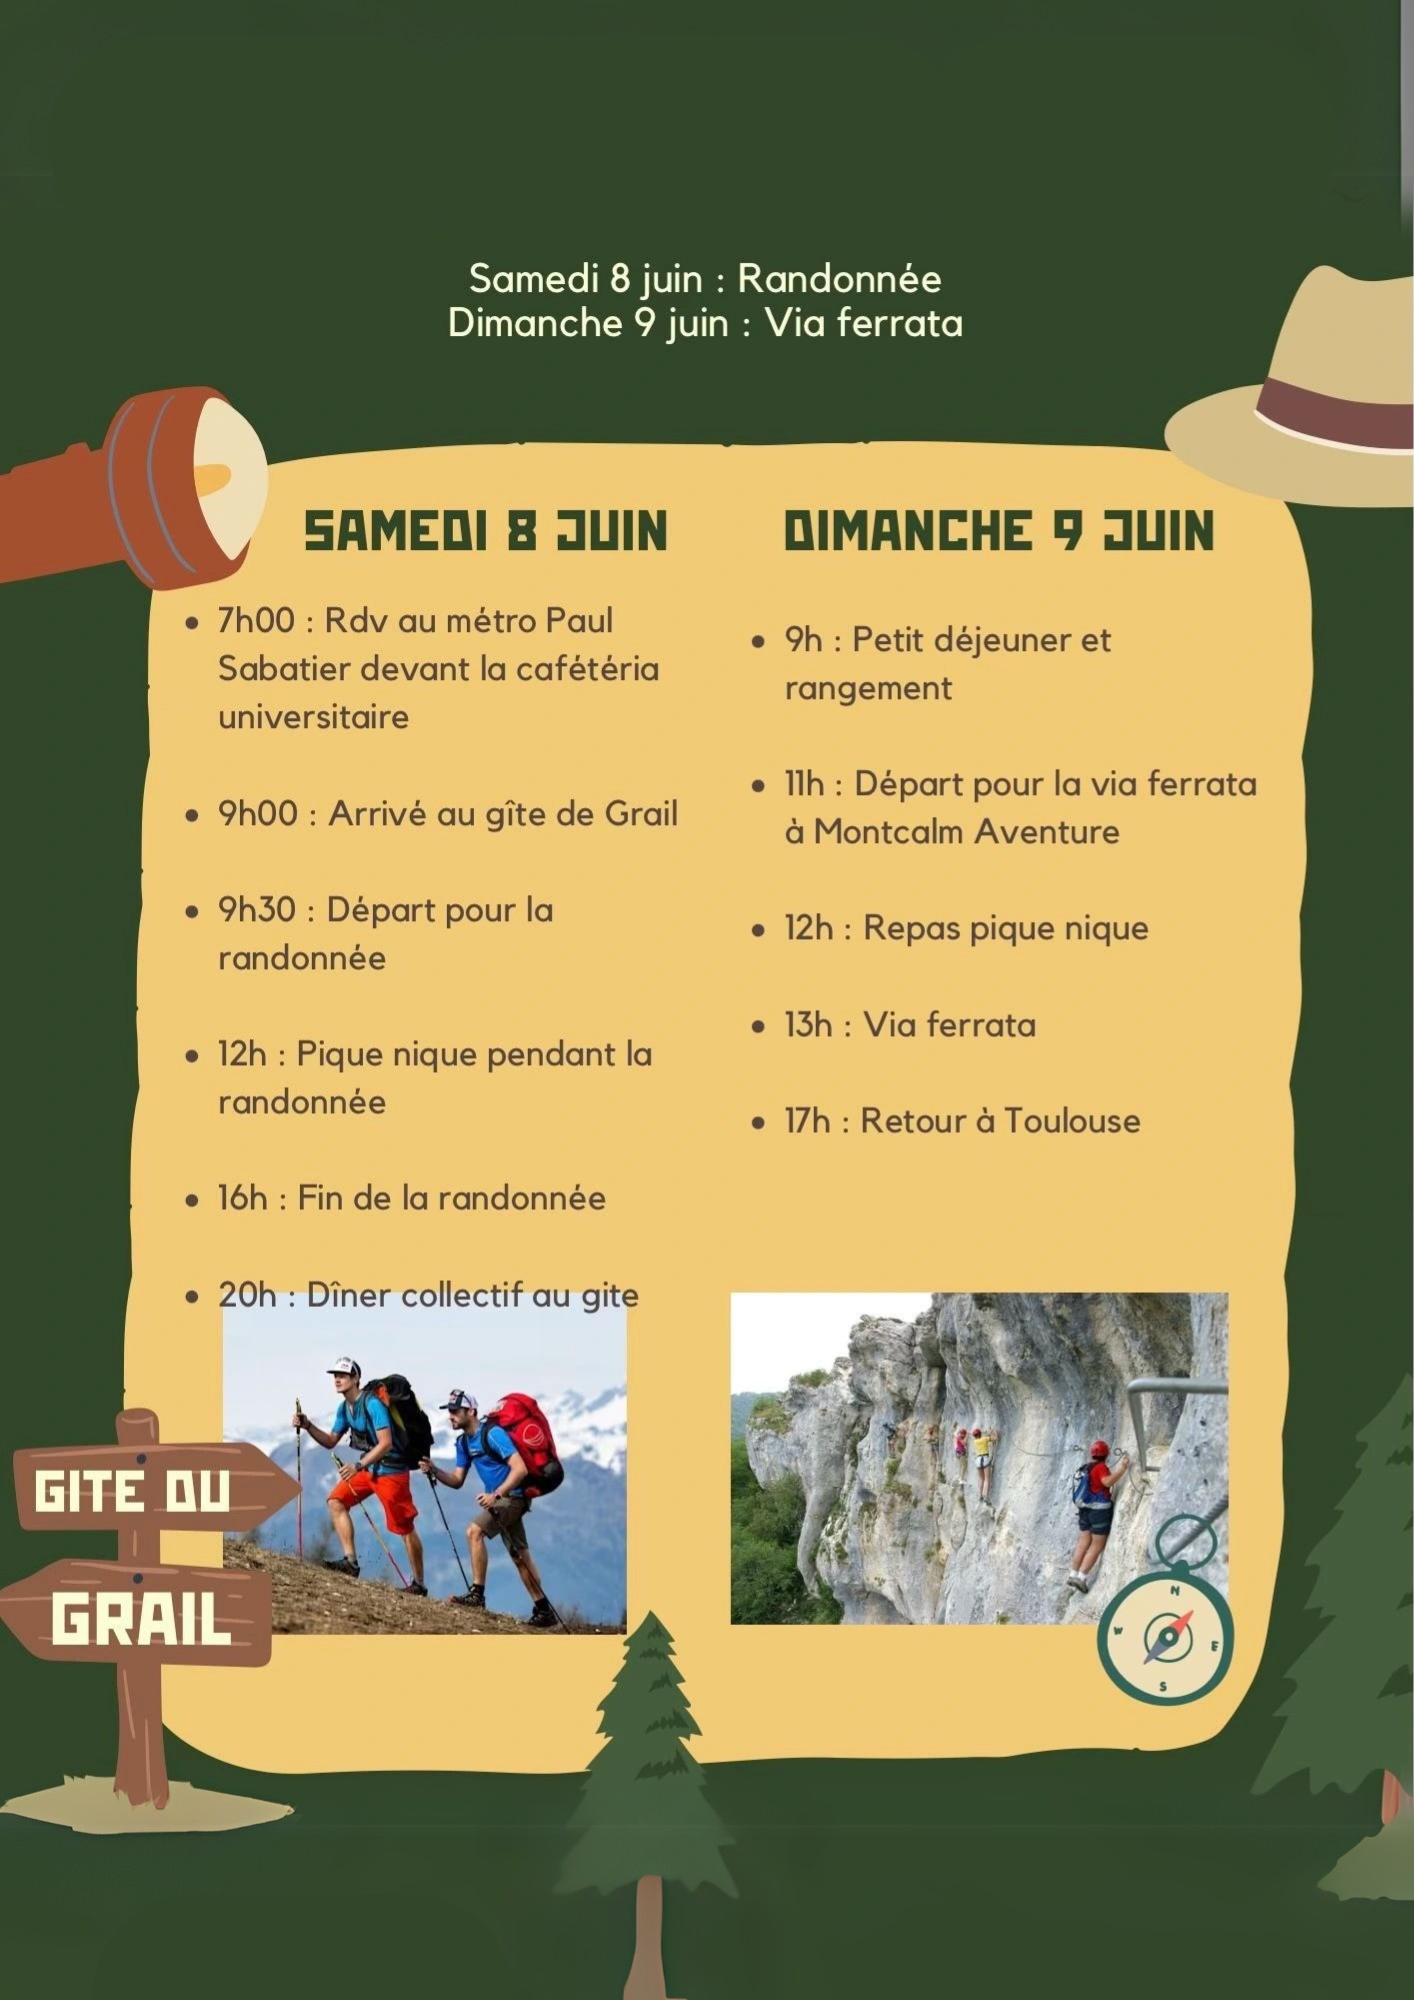 Samedi 8 juin : Randonnée
Dimanche 9 juin : Via ferrata
SAMEDI 8 JUIN
7h00 : Rdv au métro Paul
Sabatier devant la cafétéria
universitaire
9h00 : Arrivé au gîte de Grail
9h30 : Départ pour la
randonnée
12h : Pique nique pendant la
randonnée
16h : Fin de la randonnée
20h : Dîner collectif au gite
DIMANCHE 9 JUIN
9h : Petit déjeuner et
rangement
11h : Départ pour la via ferrata
à Montcalm Aventure
12h : Repas pique nique
13h : Via ferrata
17h : Retour à Toulouse
GITE DU
GRAIL
N
W
E
S